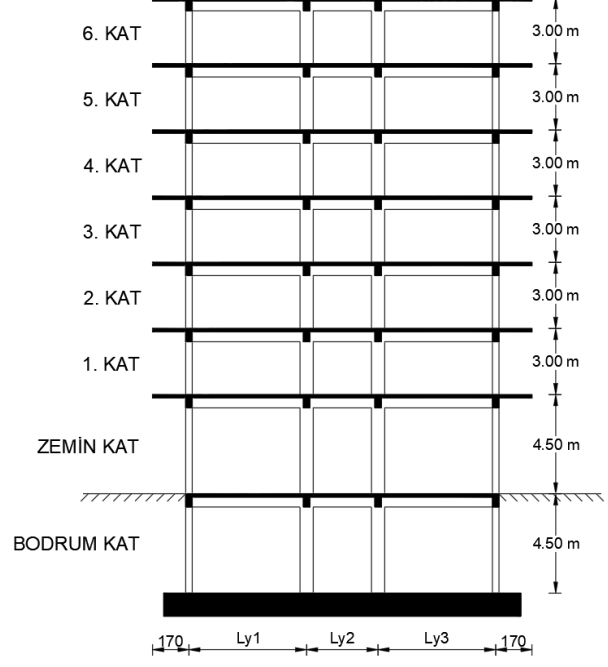 6. KAT 3.00 m
5. KAT 3.00 m
4. KAT 3.00 m
3. KAT 3.00 m
2. KAT 3.00 m
1. KAT 3.00 m
ZEMİN KAT 4.50 m
BODRUM KAT 4.50 m
170 Ly1 Ly2 Ly3 170